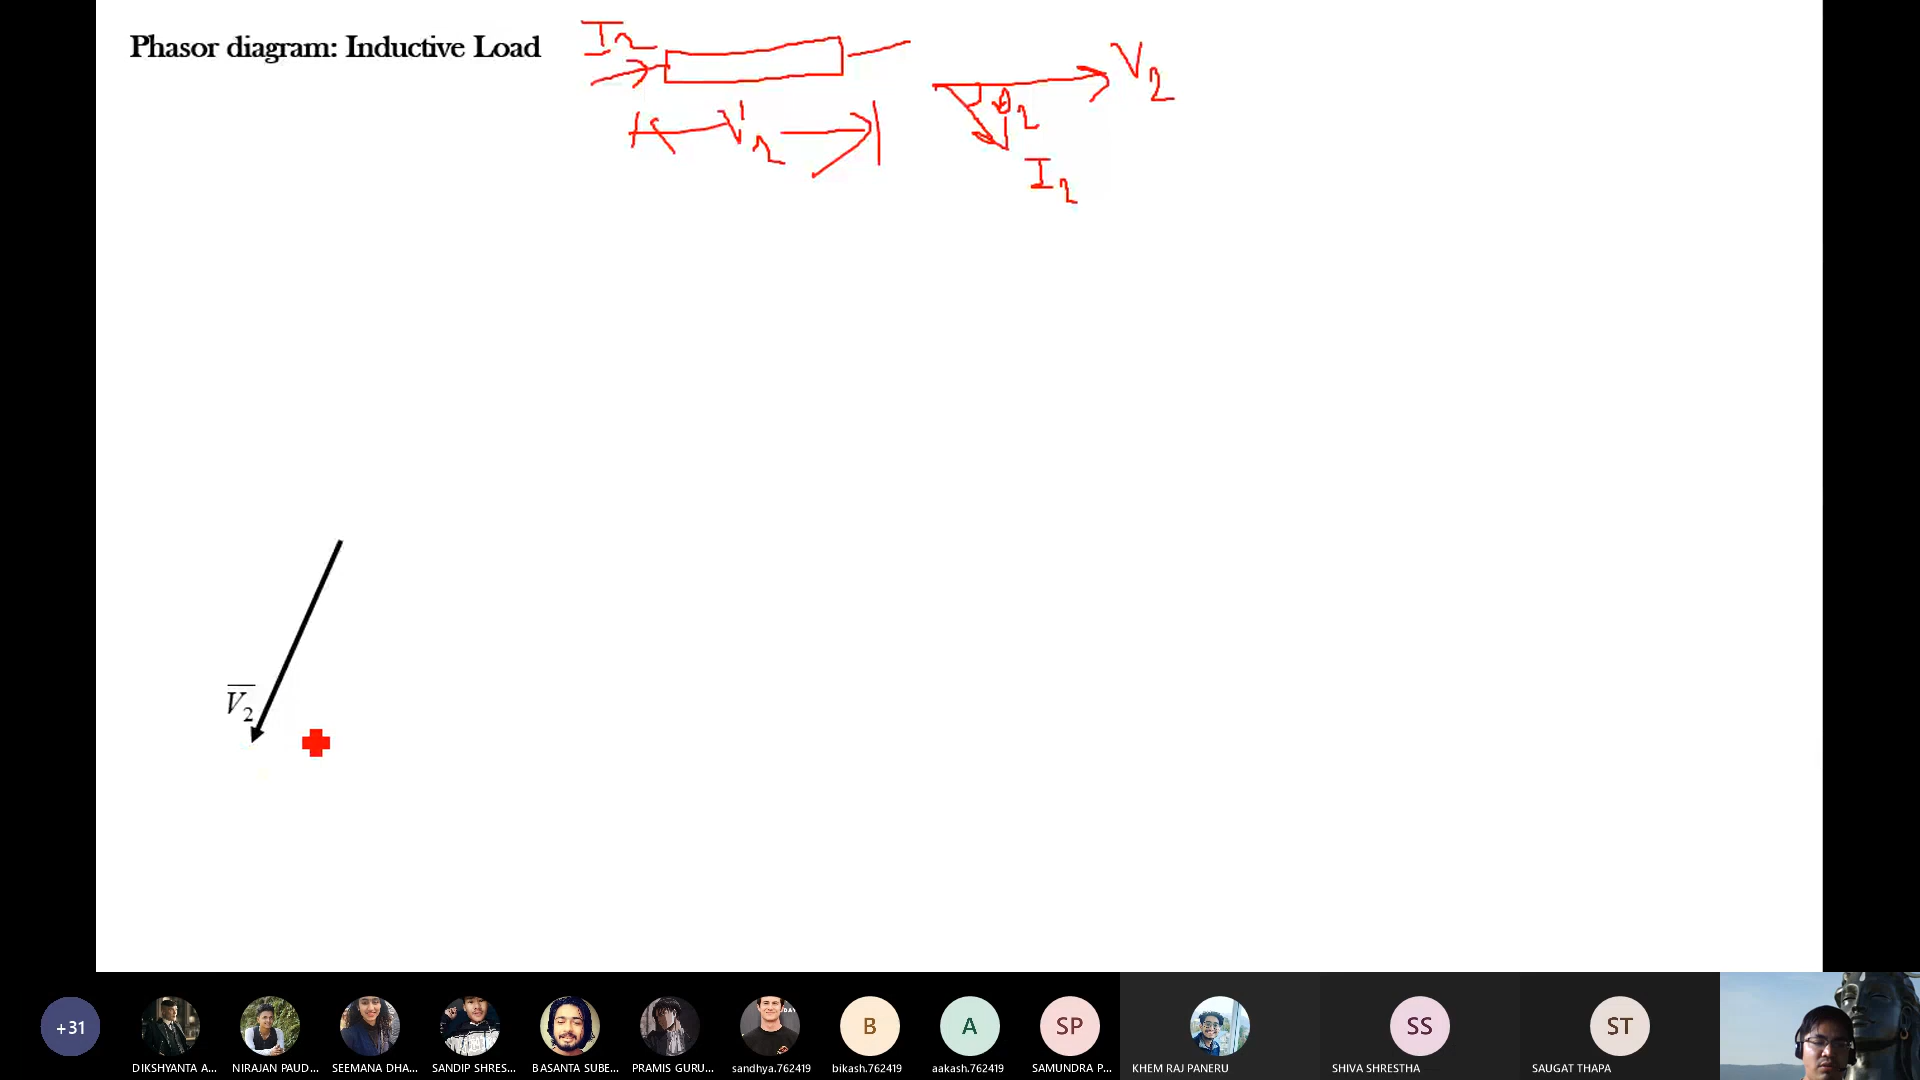 Phasor diagram: Inductive Load
I2
V2
V2
θ2
I2
V2
+31
B
A
SP
SS
ST
DIKSHYANTA A...
NIRAJAN PAUD...
SEEMANA DHA...
SANDIP SHRES...
BASANTA SUBE...
PRAMIS GURU...
sandhya.762419
bikash.762419
aakash.762419
SAMUNDRA P...
KHEM RAJ PANERU
SHIVA SHRESTHA
SAUGAT THAPA